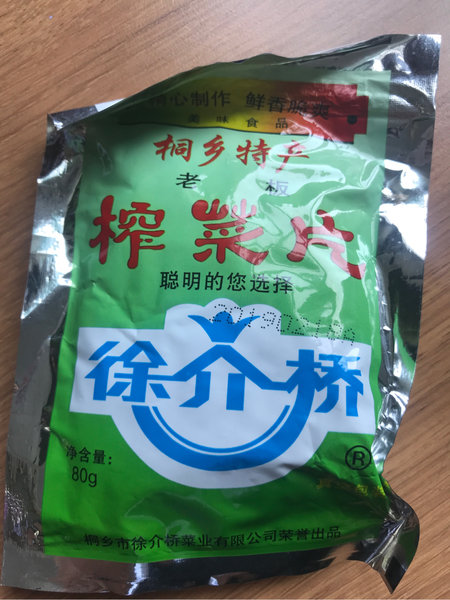 心制作 鲜香脆爽
美味食品
桐乡特产
老板
榨菜片
聪明的您选择
徐介桥
净含量:
80g
®
桐乡市徐介桥菜业有限公司荣誉出品